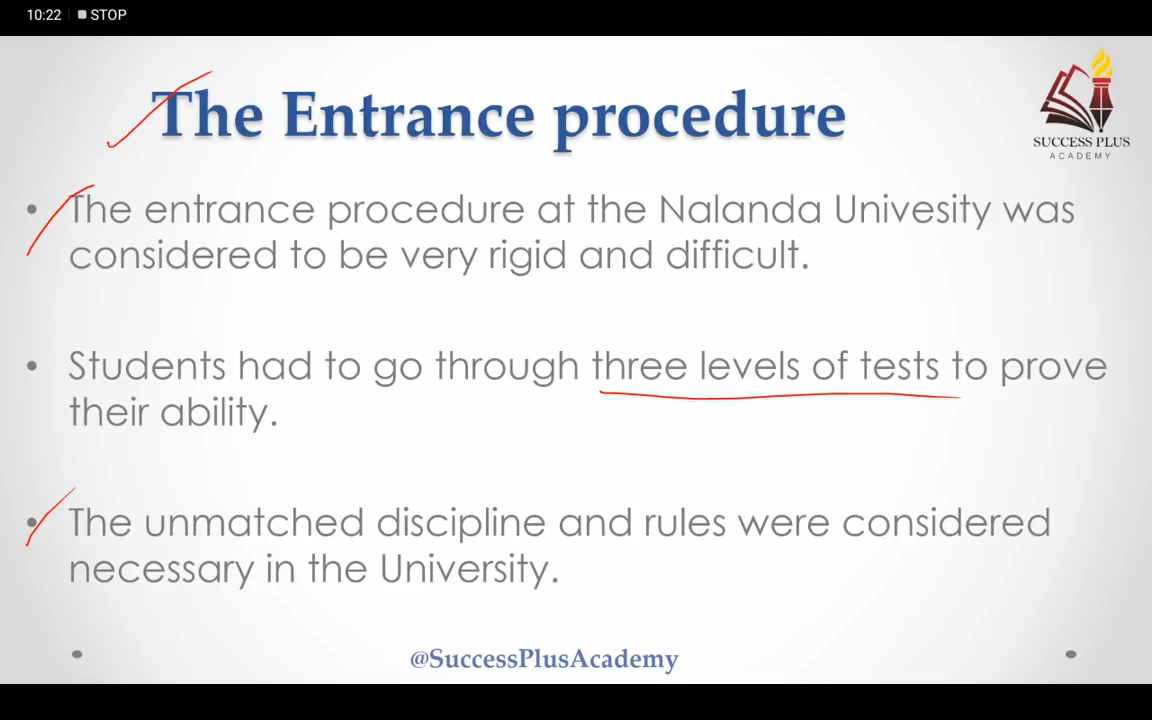 10:22 STOP
The Entrance procedure
SUCCESS PLUS
ACADEMY
• The entrance procedure at the Nalanda Univesity was
considered to be very rigid and difficult.
• Students had to go through three levels of tests to prove
their ability.
• The unmatched discipline and rules were considered
necessary in the University.
@SuccessPlusAcademy